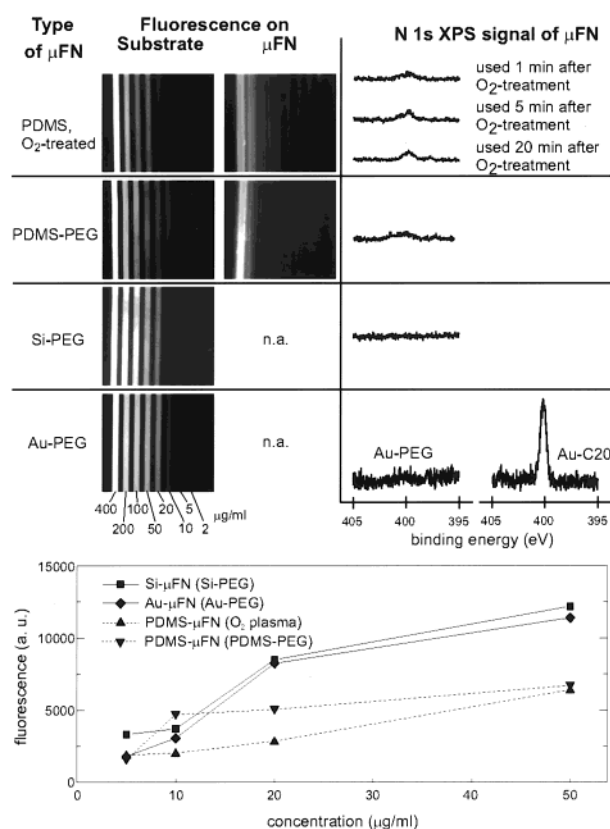 Type of μFN
Fluorescence on
Substrate
μFN
N 1s XPS signal of μFN
PDMS,
O₂-treated
used 1 min after
O₂-treatment
used 5 min after
O₂-treatment
used 20 min after
O₂-treatment
PDMS-PEG
Si-PEG
n.a.
Au-PEG
n.a.
Au-PEG
Au-C20
400
200
100
50
20
10
5
2
μg/ml
405 400 395
405 400 395
binding energy (eV)
15000
10000
5000
2500
0
fluorescence (a. u.)
Si-μFN (Si-PEG)
Au-μFN (Au-PEG)
PDMS-μFN (O₂ plasma)
PDMS-μFN (PDMS-PEG)
0 10 20 30 40 50
concentration (μg/ml)